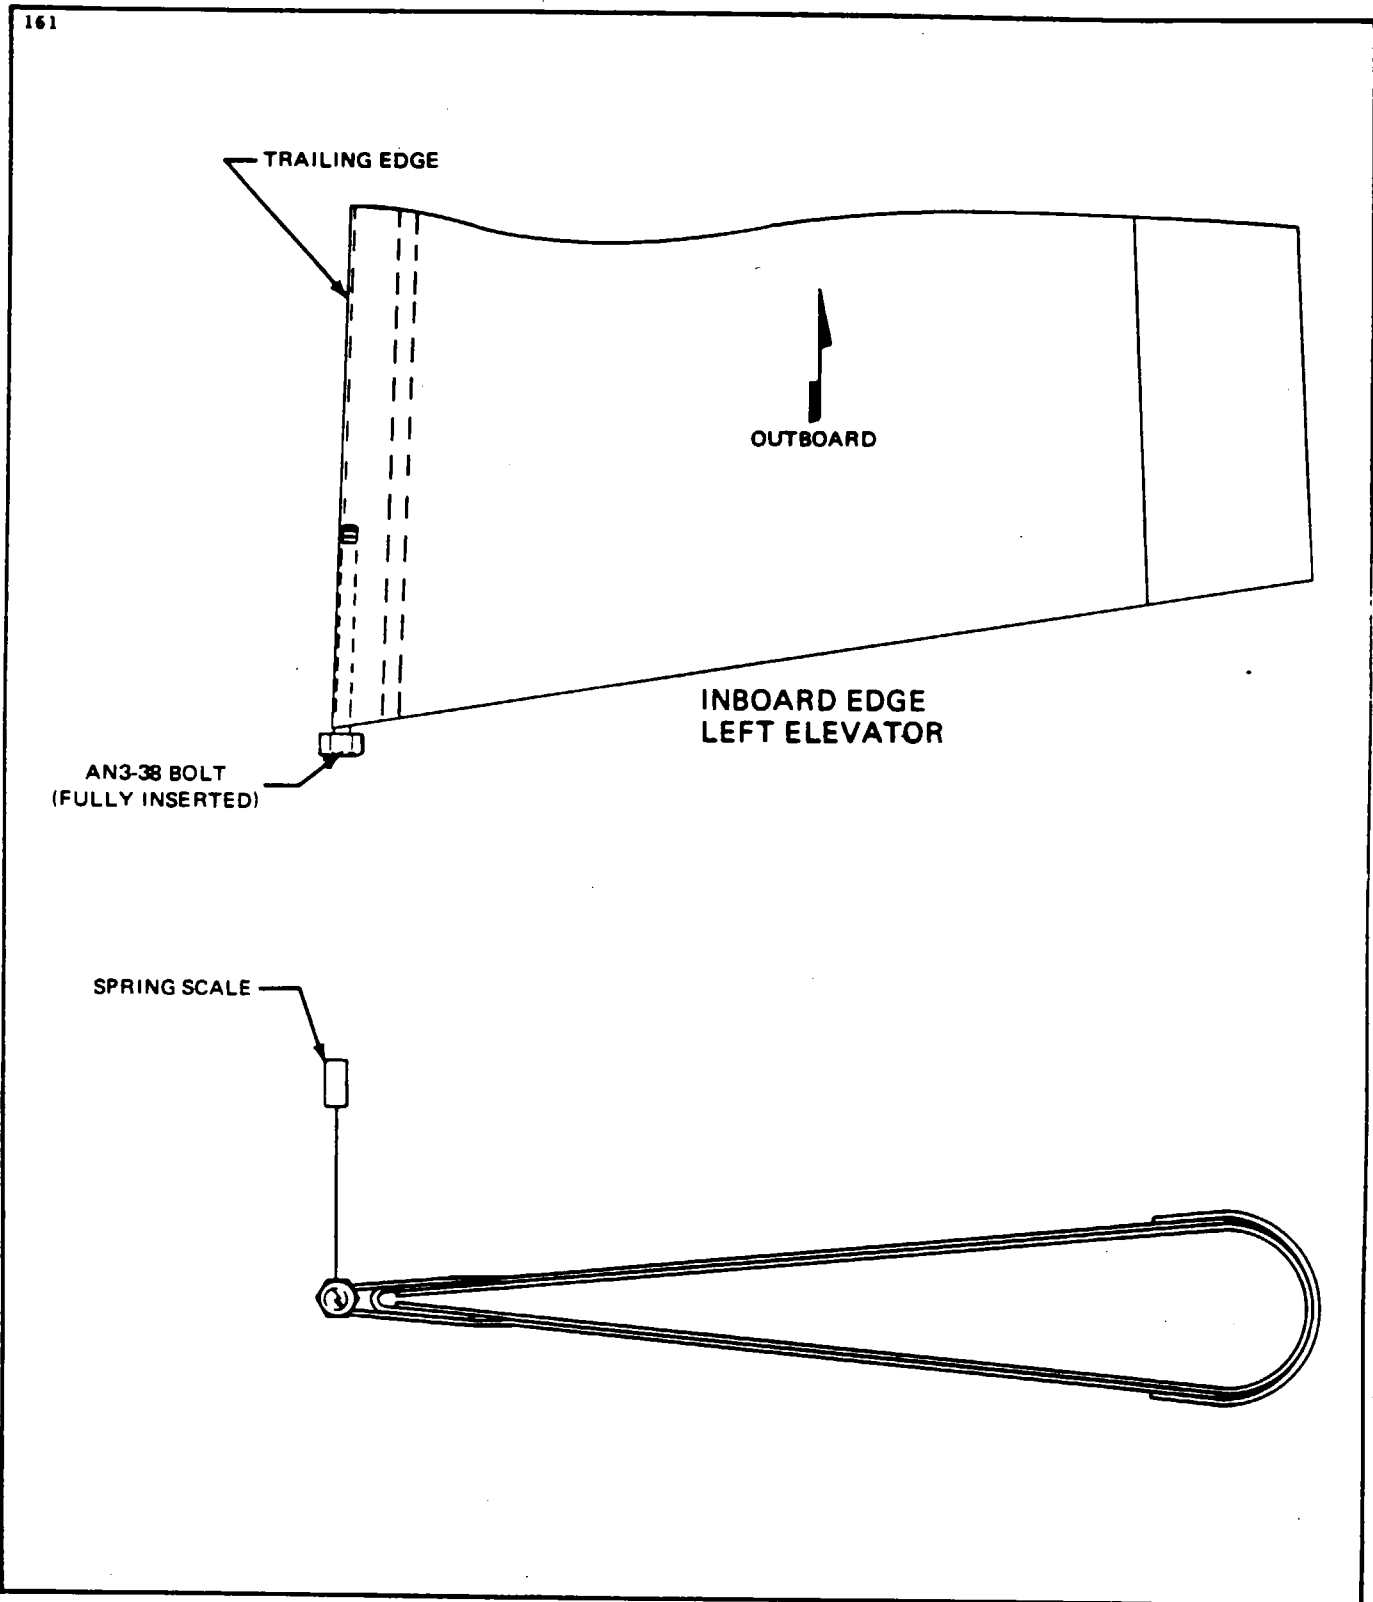 161
TRAILING EDGE
OUTBOARD
INBOARD EDGE
LEFT ELEVATOR
AN3-38 BOLT
(FULLY INSERTED)
SPRING SCALE